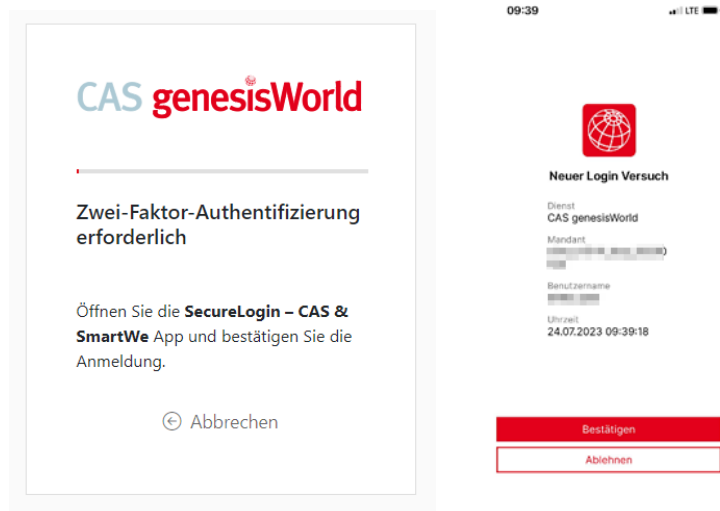 CAS genesisWorld
Zwei-Faktor-Authentifizierung
erforderlich
Öffnen Sie die SecureLogin – CAS &
SmartWe App und bestätigen Sie die
Anmeldung.
Abbrechen
09:39
LTE
Neuer Login Versuch
Dienst
CAS genesisWorld
Mandant
Benutzername
Uhrzeit
24.07.2023 09:39:18
Bestätigen
Ablehnen